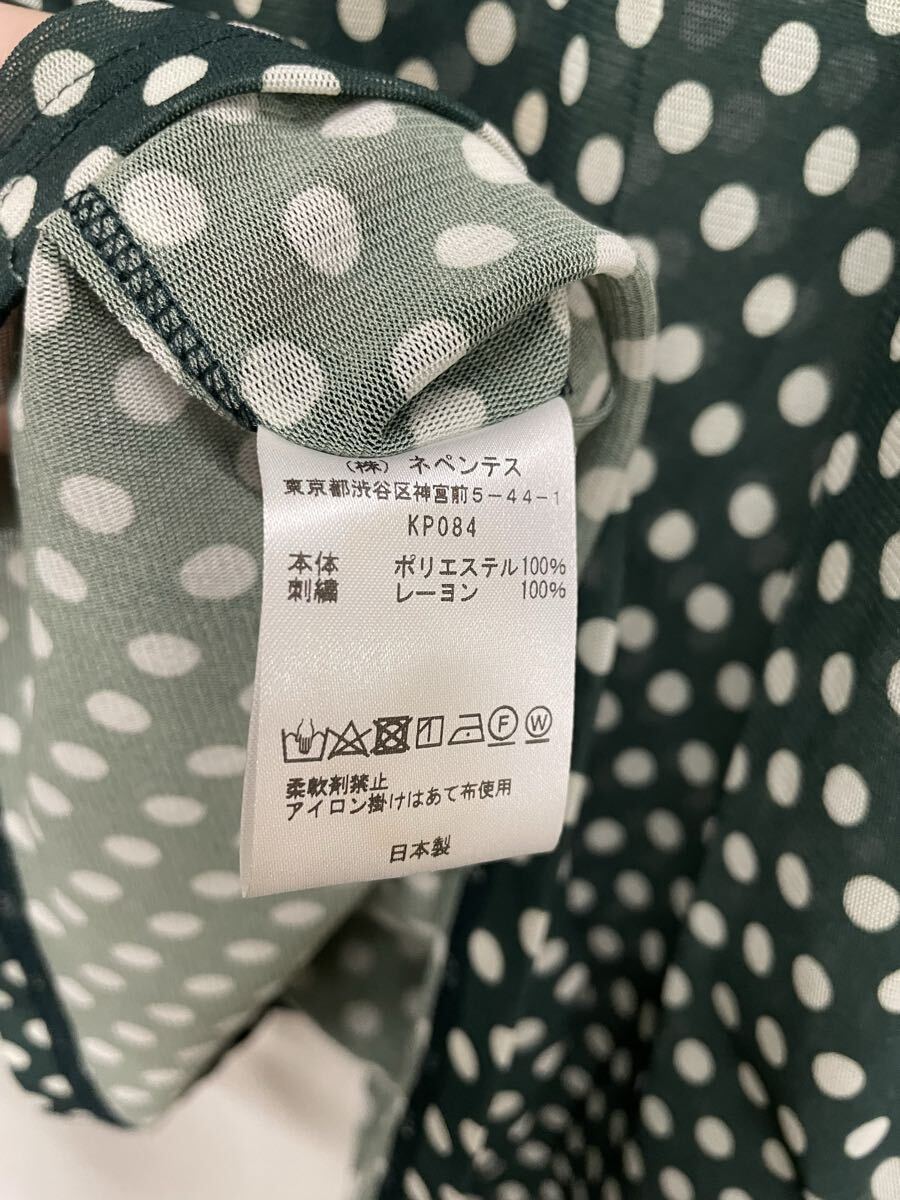 （株）ネペンテス
東京都渋谷区神宮前5-44-1
KP084
本体 ポリエステル100%
刺繍 レーヨン 100%
F W
柔軟剤禁止
アイロン掛けはあて布使用
日本製